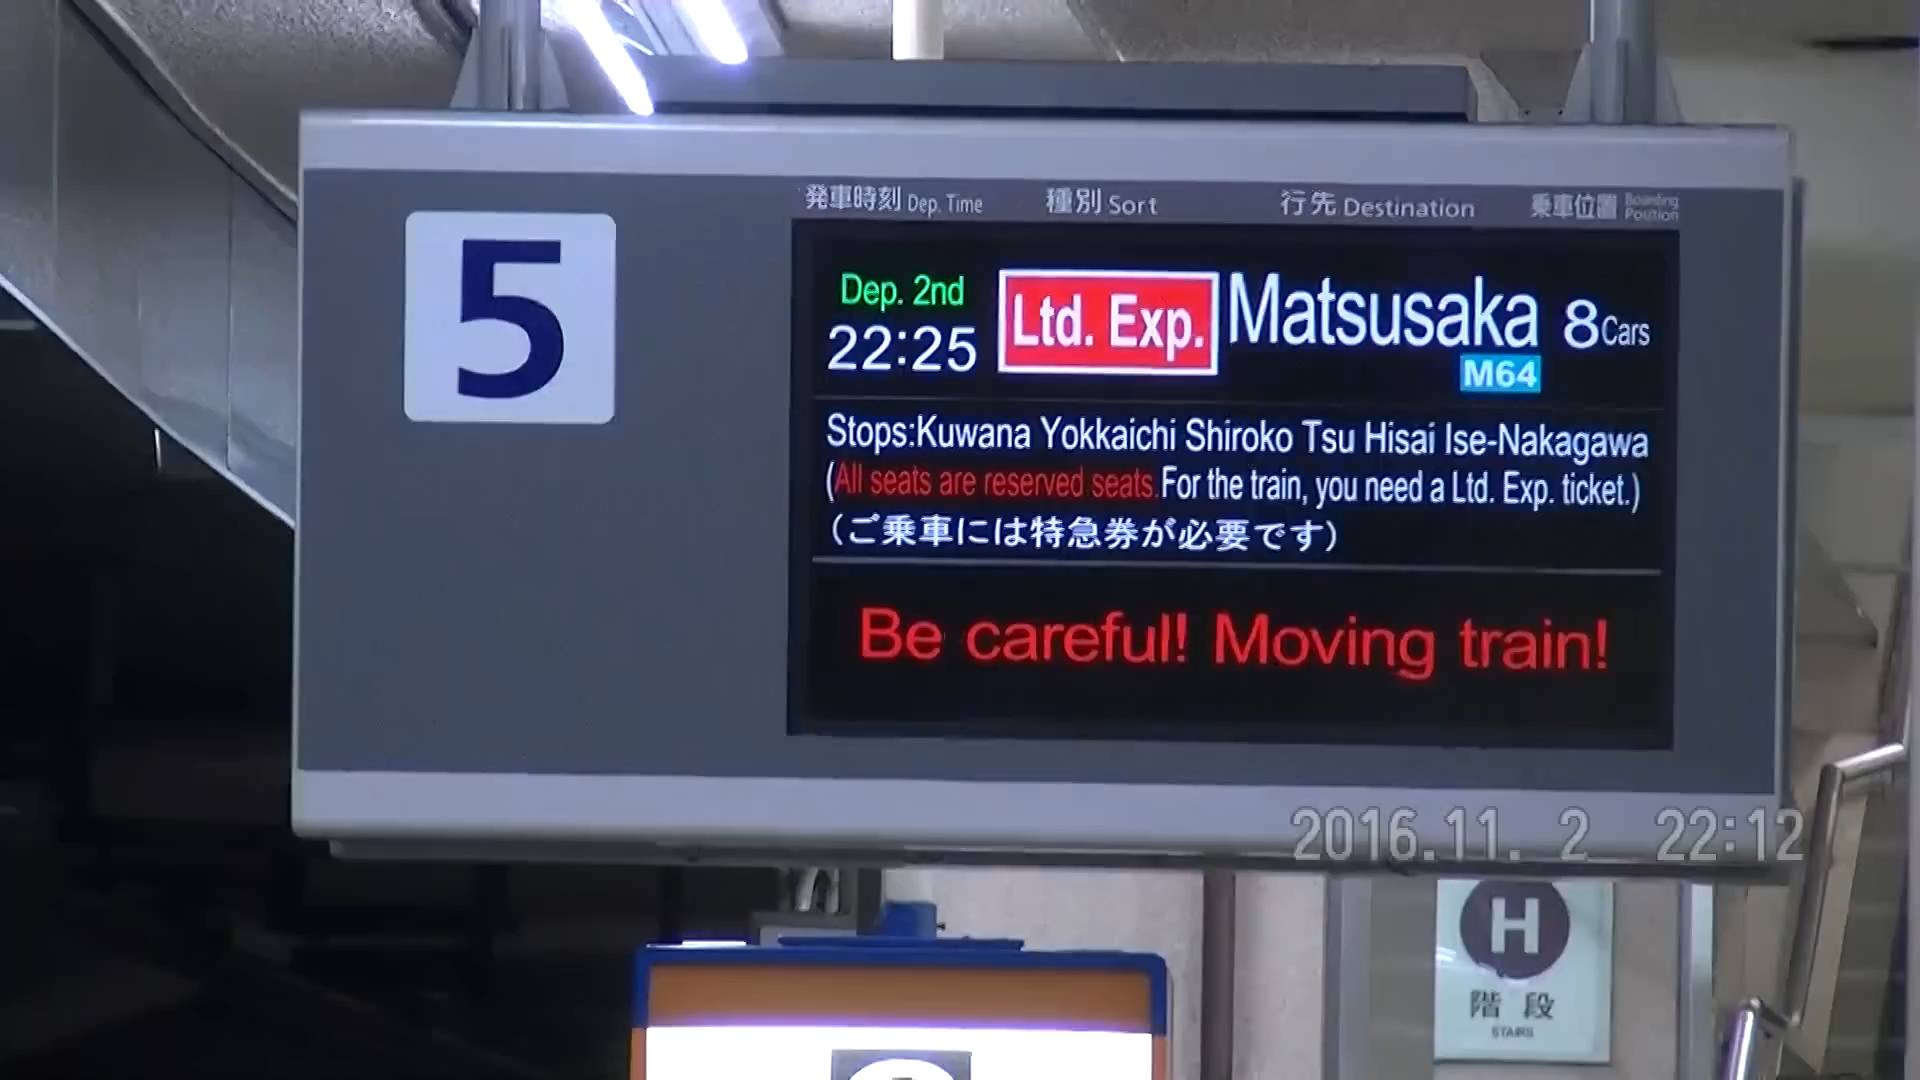 5
発車時刻 Dep. Time 種別 Sort 行先 Destination 乗車位置 Boarding Position
Dep. 2nd
22:25 Ltd. Exp. Matsusaka 8 Cars
M64
Stops:Kuwana Yokkaichi Shiroko Tsu Hisai Ise-Nakagawa
(All seats are reserved seats.For the train, you need a Ltd. Exp. ticket.)
（ご乗車には特急券が必要です）
Be careful! Moving train!
2016.11. 2 22:12
H
階段
STAIRS